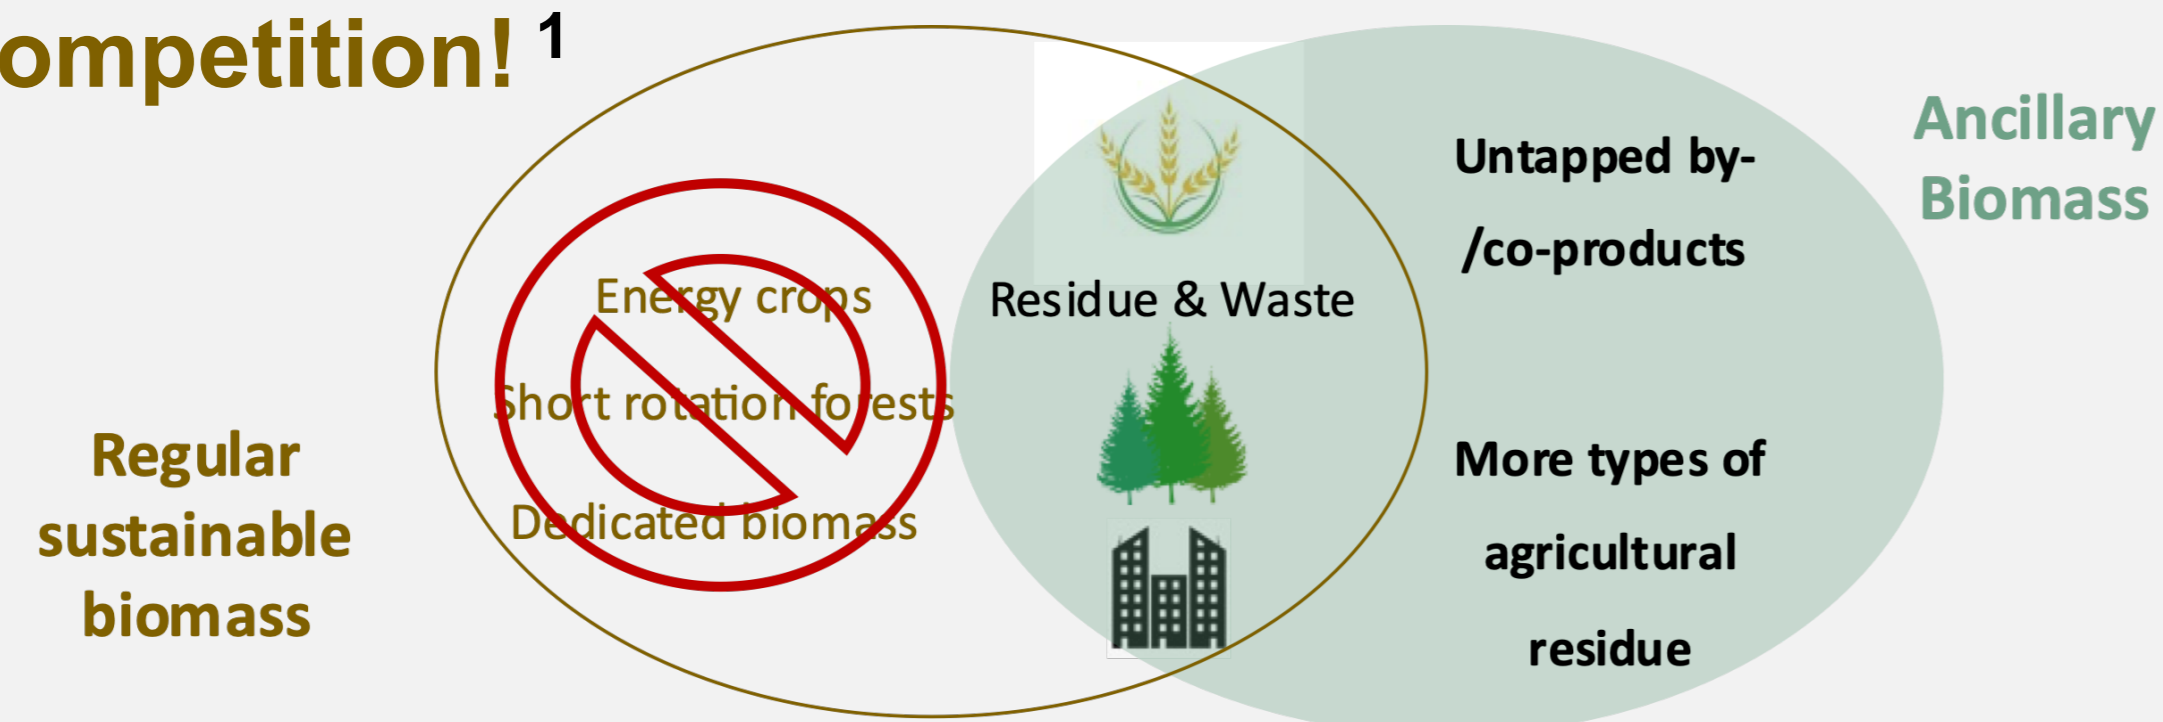 ompetition! 1
Energy crops
Short rotation forests
Dedicated biomass
Regular
sustainable
biomass
Residue & Waste
Untapped by-
/co-products
More types of
agricultural
residue
Ancillary
Biomass